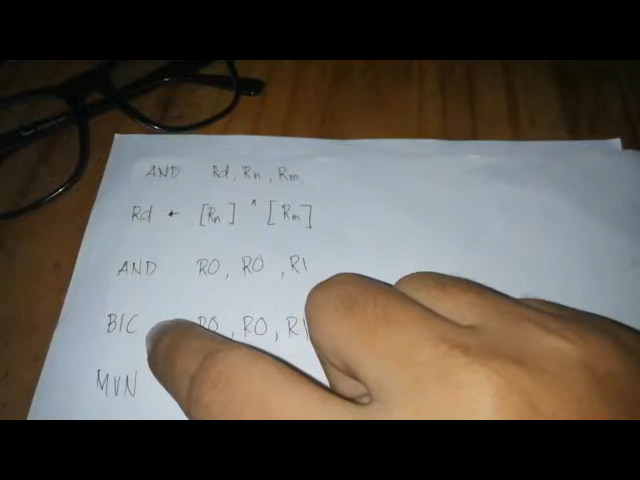 AND Rd, Rn, Rm
Rd ← [Rn] ^ [Rm]
AND R0, R0, R1
BIC R0, R0, R1
MVN